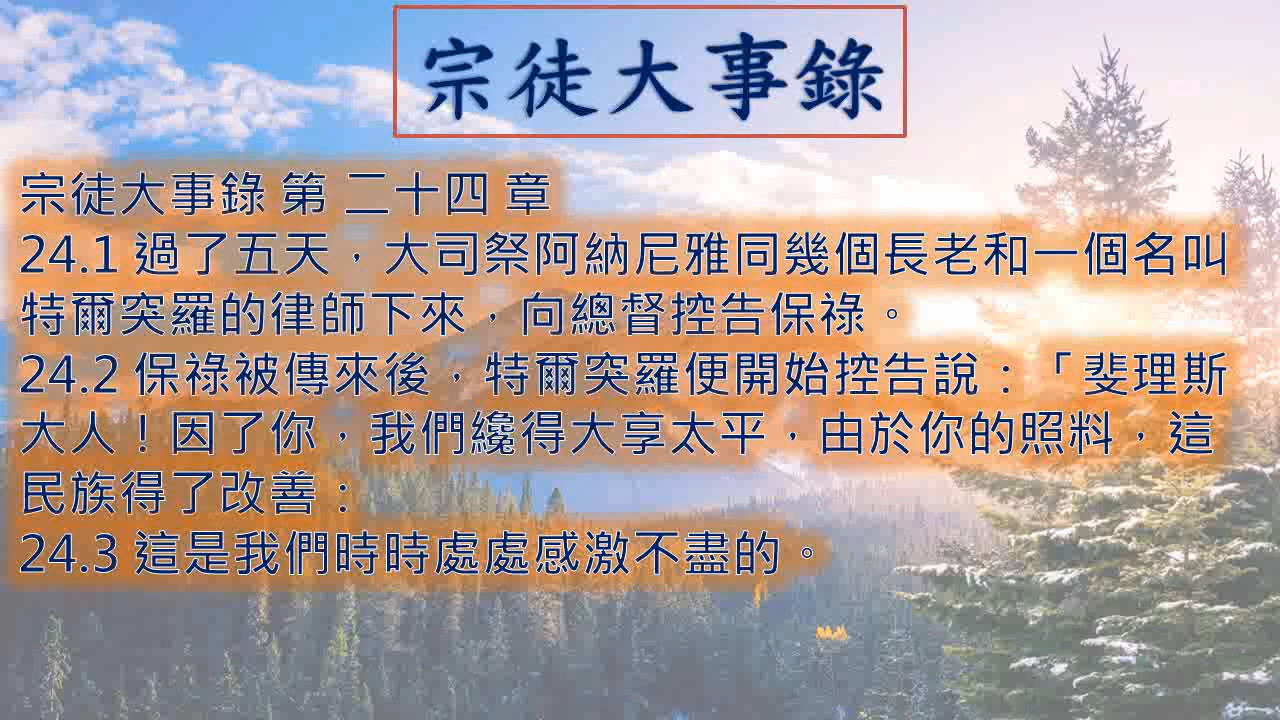 宗徒大事錄
宗徒大事錄 第 二十四 章
24.1 過了五天，大司祭阿納尼雅同幾個長老和一個名叫
特爾突羅的律師下來，向總督控告保祿。
24.2 保祿被傳來後，特爾突羅便開始控告說：「斐理斯
大人！因了你，我們纔得大享太平，由於你的照料，這
民族得了改善：
24.3 這是我們時時處處感激不盡的。